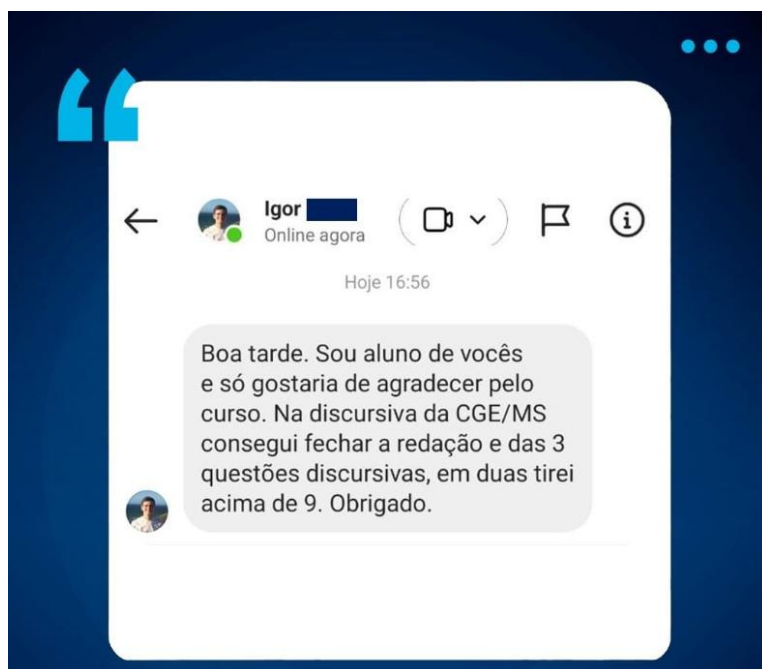 Igor
Online agora
Hoje 16:56
Boa tarde. Sou aluno de vocês
e só gostaria de agradecer pelo
curso. Na discursiva da CGE/MS
consegui fechar a redação e das 3
questões discursivas, em duas tirei
acima de 9. Obrigado.